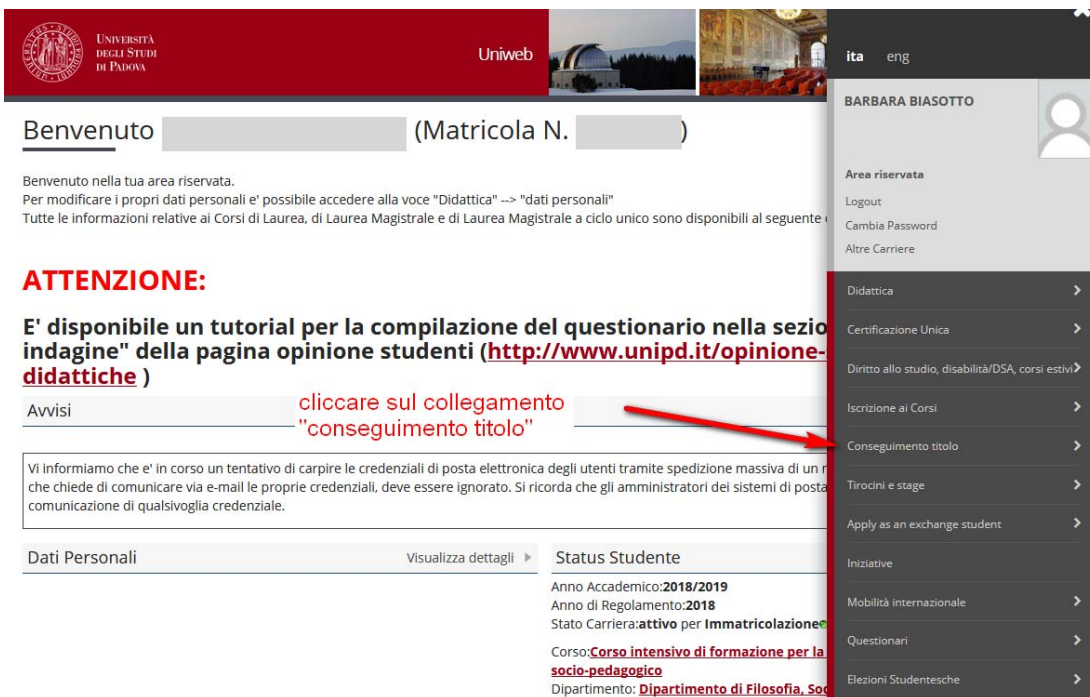 UNIVERSITÀ
DEGLI STUDI
DI PADOVA
Uniweb
Benvenuto (Matricola N. )
Benvenuto nella tua area riservata.
Per modificare i propri dati personali e' possibile accedere alla voce "Didattica" --> "dati personali"
Tutte le informazioni relative ai Corsi di Laurea, di Laurea Magistrale e di Laurea Magistrale a ciclo unico sono disponibili al seguente
ATTENZIONE:
E' disponibile un tutorial per la compilazione del questionario nella sezio
indagine" della pagina opinione studenti (http://www.unipd.it/opinione-
didattiche )
Avvisi
cliccare sul collegamento
"conseguimento titolo"
Vi informiamo che e' in corso un tentativo di carpire le credenziali di posta elettronica degli utenti tramite spedizione massiva di un
che chiede di comunicare via e-mail le proprie credenziali, deve essere ignorato. Si ricorda che gli amministratori dei sistemi di posta
comunicazione di qualsivoglia credenziale.
Dati Personali
Visualizza dettagli
Status Studente
Anno Accademico:2018/2019
Anno di Regolamento:2018
Stato Carriera:attivo per Immatricolazione
Corso:Corso intensivo di formazione per la
socio-pedagogico
Dipartimento: Dipartimento di Filosofia, Soc
ita eng
BARBARA BIASOTTO
Area riservata
Logout
Cambia Password
Altre Carriere
Didattica
Certificazione Unica
Diritto allo studio, disabilità/DSA, corsi estivi
Iscrizione ai Corsi
Conseguimento titolo
Tirocini e stage
Apply as an exchange student
Iniziative
Mobilità internazionale
Questionari
Elezioni Studentesche